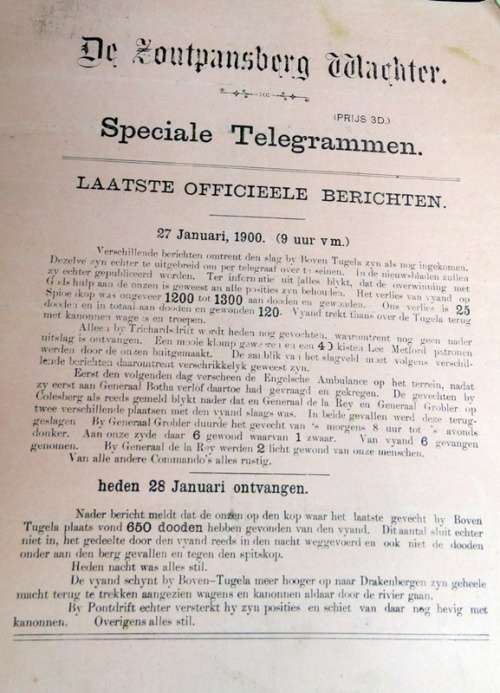 De Zoutpansberg Wachter.
(PRIJS 3D.)
Speciale Telegrammen.
LAATSTE OFFICIEELE BERICHTEN.
27 Januari, 1900. (9 uur vm.)
Verschillende berichten omtrent den slag by Boven Tugela zyn als nog ingekomen.
Dezelve zyn echter te uitgebreid om per telegraaf over te seinen. In de nieuwsbladen zullen
zy echter gepubliceerd worden. Ter informatie uit alles blykt, dat de overwinning met
Gods hulp aan de onzen is geweest an alle posities zyn behouden. Het verlies van vyand op
Spioenskop was ongeveer 1200 tot 1300 aan dooden en gewonden. Ons verlies is 25
dooden en in totaal aan dooden en gewonden 120. Vyand trekt thans over de Tugela terug
met kanonnen wagens en troepen.
Alleen by Trichardsdrift wordt heden nog gevochten, waromtrent nog geen nader
uitslag is ontvangen. Een mooie klomp geweren en een 40 kisten Lee Metford patronen
werden door de onzen buitgemaakt. De aanblik van het slagveld moet volgens verschil-
lende berichten daaromtrent verschrikkelyk geweest zyn.
Eerst den volgenden dag verscheen de Engelsche Ambulance op het terrein, nadat
zy eerst aan Generaal Botha verlof daartoe had gevraagd en gekregen. De gevechten by
Colesberg als reeds gemeld blykt nader dat en Generaal de la Rey en Generaal Grobler op
twee verschillende plaatsen met den vyand slaags was. In beide gevallen werd deze terug-
geslagen By Generaal Grobler duurde het gevecht van 's morgens 8 uur tot 's avonds
donker. Aan onze zyde daar 6 gewond waarvan 1 zwaar. Van vyand 6 gevangen
genomen. By Generaal de la Rey werden 2 licht gewond van onze menschen.
Van alle andere Commando's alles rustig.
heden 28 Januari ontvangen.
Nader bericht meldt dat de onzen op den kop waar het laatste gevecht by Boven
Tugela plaats vond 650 dooden hebben gevonden van den vyand. Dit aantal sluit echter
niet in, het gedeelte door den vyand reeds in den nacht weggevoerd en ook niet de dooden
onder aan den berg gevallen en tegen den spitskop.
Heden nacht was alles stil.
De vyand schynt by Boven-Tugela meer hooger op naar Drakenbergen zyn geheele
macht terug te trekken aangezien wagens en kanonnen aldaar door de rivier gaan.
By Pontdrift echter versterkt hy zyn posities en schiet van daar nog hevig met
kanonnen. Overigens alles stil.